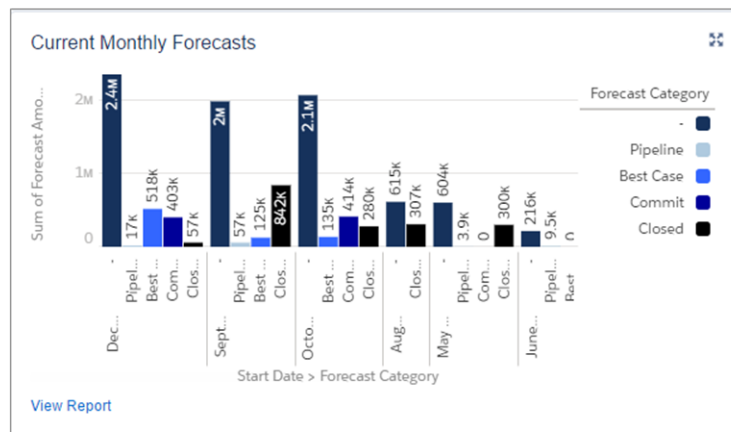 Current Monthly Forecasts
Sum of Forecast Amo...
2M
1M
0
2.4M
17K
518K
403K
57K
2M
57K
125K
842K
2.1M
135K
414K
280K
615K
307K
604K
3.9K
0
300K
216K
9.5K
0
-
Pipel...
Best ...
Com...
Clos...
-
Pipel...
Best ...
Clos...
-
Best ...
Com...
Clos...
-
Clos...
-
Pipel...
Com...
Clos...
-
Pipel...
Best
Dec...
Sept...
Octo...
Aug...
May ...
June...
Start Date > Forecast Category
Forecast Category
-
Pipeline
Best Case
Commit
Closed
View Report